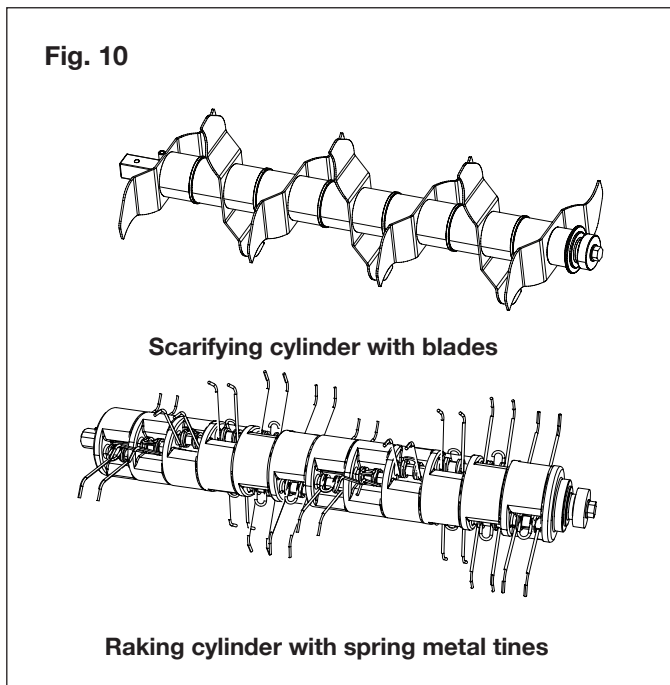 Fig. 10
Scarifying cylinder with blades
Raking cylinder with spring metal tines